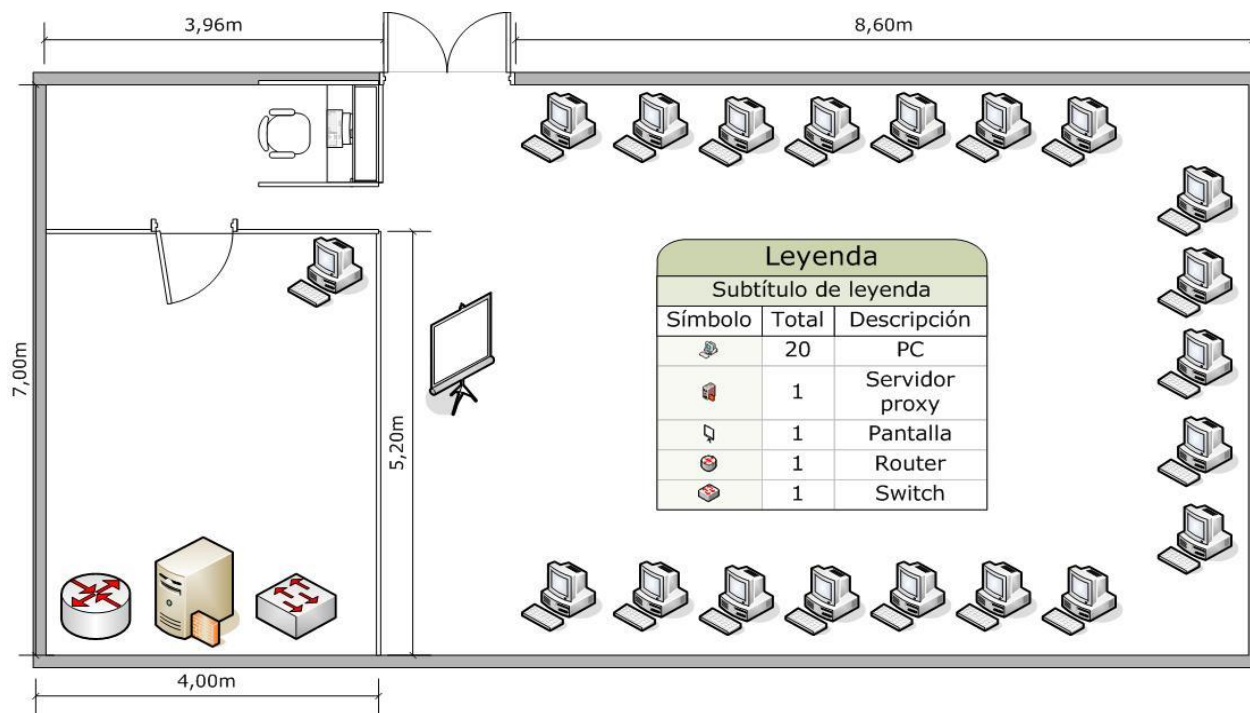 3,96m
8,60m
7,00m
5,20m
4,00m
Leyenda
Subtítulo de leyenda
Símbolo Total Descripción
20 PC
1 Servidor
proxy
1 Pantalla
1 Router
1 Switch